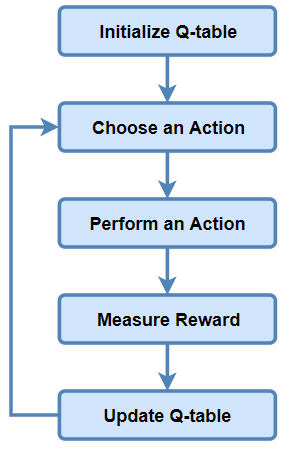 Initialize Q-table
Choose an Action
Perform an Action
Measure Reward
Update Q-table